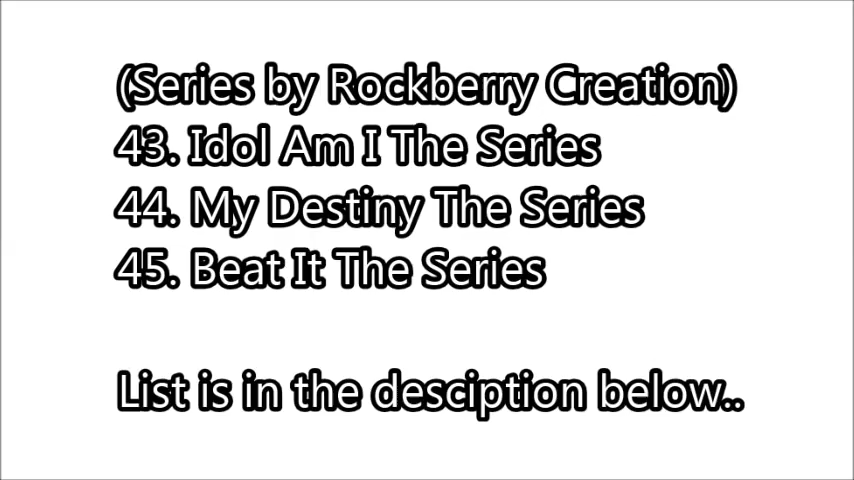 (Series by Rockberry Creation)
43. Idol Am I The Series
44. My Destiny The Series
45. Beat It The Series
List is in the desciption below..